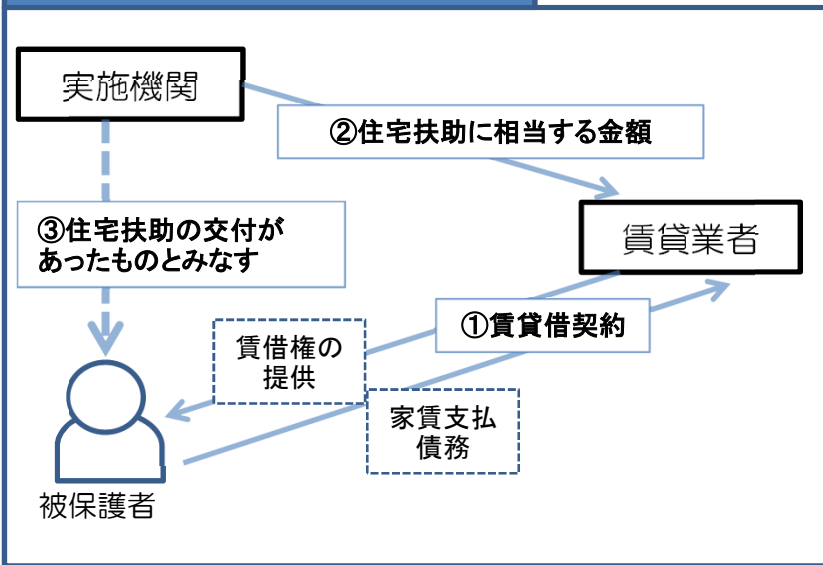 実施機関
②住宅扶助に相当する金額
③住宅扶助の交付が
あったものとみなす
賃貸業者
①賃貸借契約
賃借権の
提供
家賃支払
債務
被保護者